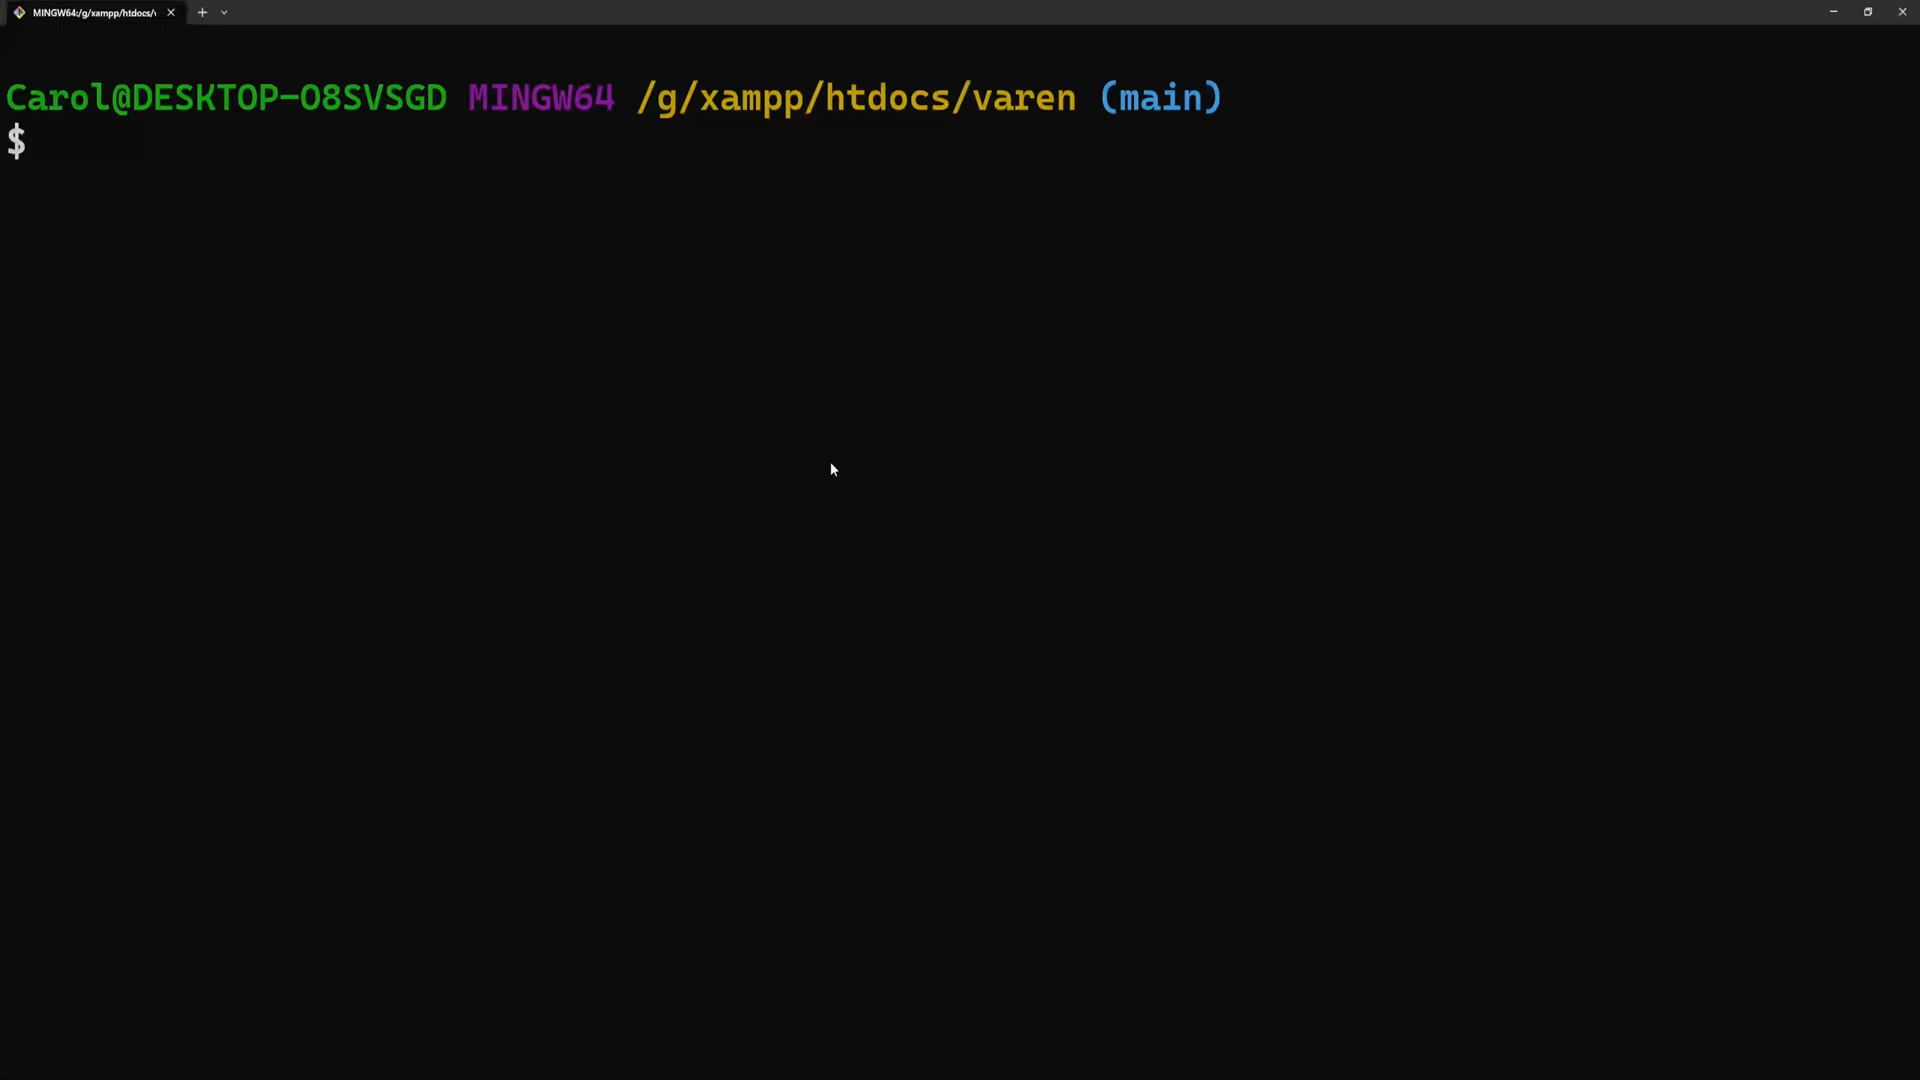 MINGW64:/g/xampp/htdocs/v
Carol@DESKTOP-O8SVSGD MINGW64 /g/xampp/htdocs/varen (main)
$